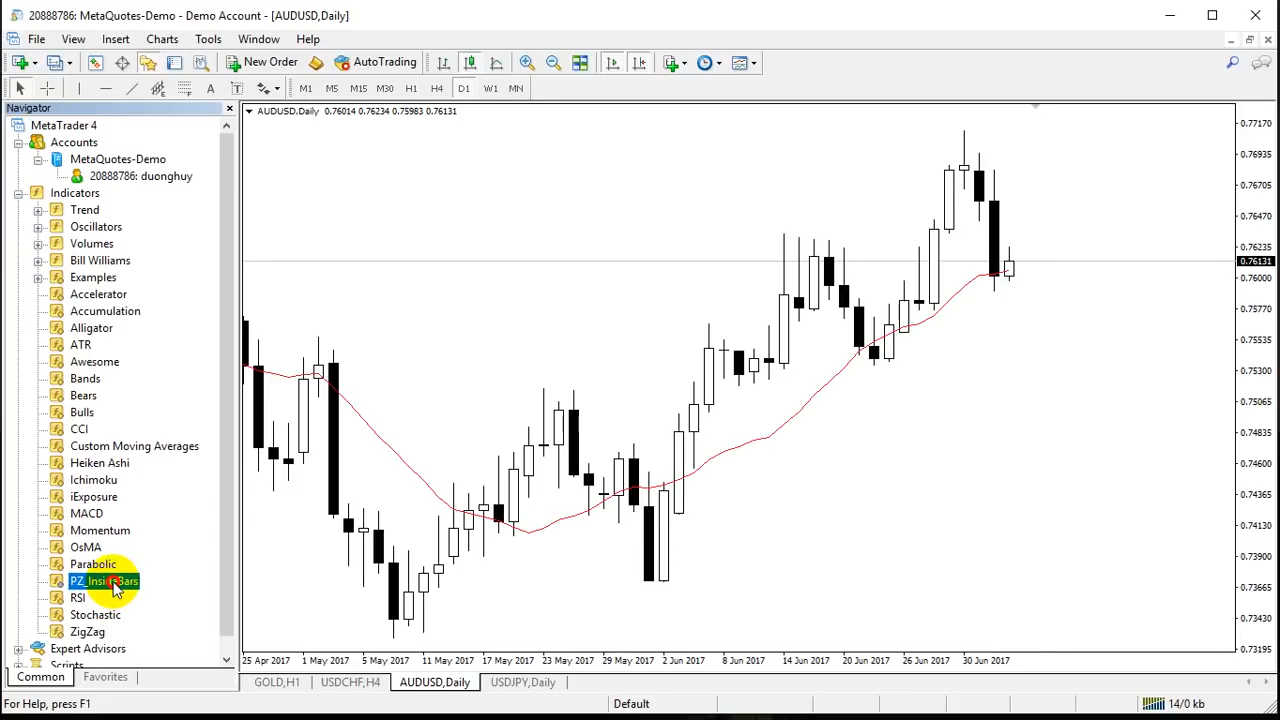 20888786: MetaQuotes-Demo - Demo Account - [AUDUSD,Daily]
File View Insert Charts Tools Window Help
New Order AutoTrading
A T M1 M5 M15 M30 H1 H4 D1 W1 MN
Navigator
MetaTrader 4
Accounts
MetaQuotes-Demo
20888786: duonghuy
Indicators
Trend
Oscillators
Volumes
Bill Williams
Examples
Accelerator
Accumulation
Alligator
ATR
Awesome
Bands
Bears
Bulls
CCI
Custom Moving Averages
Heiken Ashi
Ichimoku
iExposure
MACD
Momentum
OsMA
Parabolic
PZ_InsideBars
RSI
Stochastic
ZigZag
Expert Advisors
Scripts
Common Favorites
AUDUSD,Daily 0.76014 0.76234 0.75983 0.76131
0.77170
0.76935
0.76705
0.76470
0.76235
0.76131
0.76000
0.75770
0.75535
0.75300
0.75065
0.74835
0.74600
0.74365
0.74130
0.73900
0.73665
0.73430
0.73195
25 Apr 2017 1 May 2017 5 May 2017 11 May 2017 17 May 2017 23 May 2017 29 May 2017 2 Jun 2017 8 Jun 2017 14 Jun 2017 20 Jun 2017 26 Jun 2017 30 Jun 2017
GOLD,H1 USDCHF,H4 AUDUSD,Daily USDJPY,Daily
For Help, press F1 Default 14/0 kb